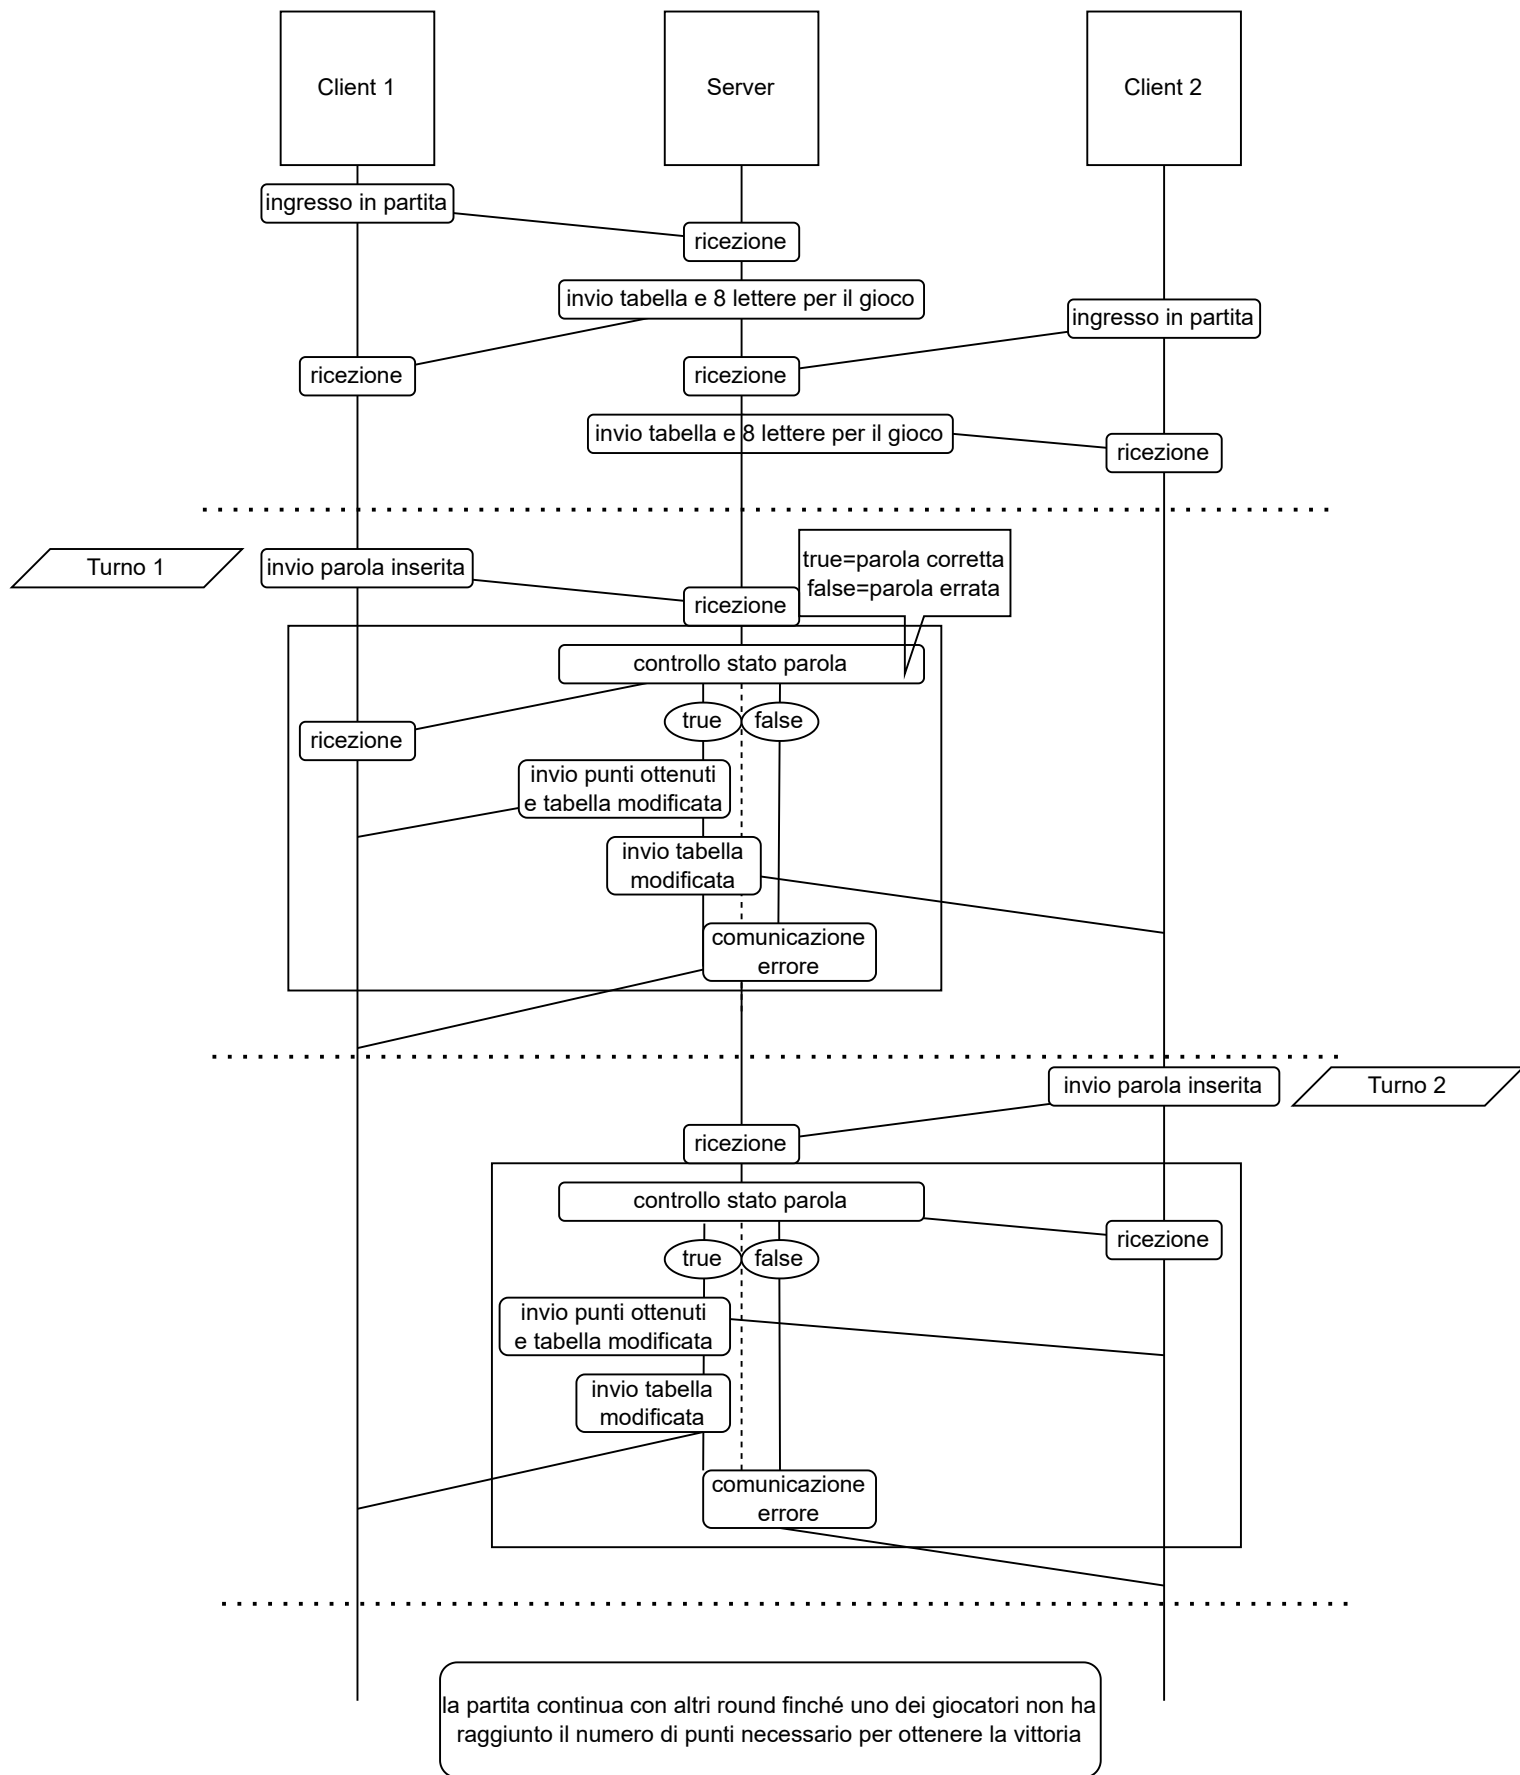 Client 1
Server
Client 2
ingresso in partita
ricezione
invio tabella e 8 lettere per il gioco
ingresso in partita
ricezione
ricezione
invio tabella e 8 lettere per il gioco
ricezione
Turno 1
invio parola inserita
true=parola corretta
false=parola errata
ricezione
controllo stato parola
true
false
ricezione
invio punti ottenuti
e tabella modificata
invio tabella
modificata
comunicazione
errore
invio parola inserita
Turno 2
ricezione
controllo stato parola
ricezione
true
false
invio punti ottenuti
e tabella modificata
invio tabella
modificata
comunicazione
errore
la partita continua con altri round finché uno dei giocatori non ha
raggiunto il numero di punti necessario per ottenere la vittoria